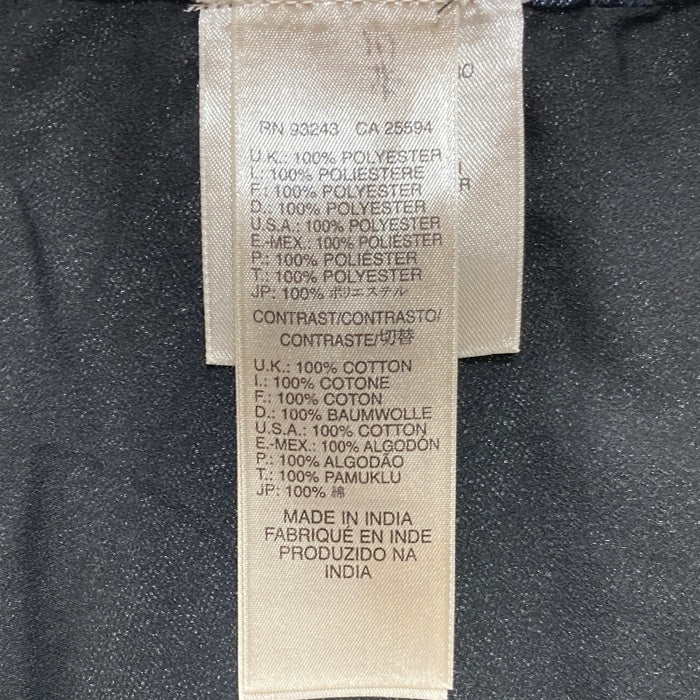 RN 93243 CA 25594
U.K.: 100% POLYESTER
I.: 100% POLIESTERE
F.: 100% POLYESTER
D.: 100% POLYESTER
U.S.A.: 100% POLYESTER
E.-MEX.: 100% POLIÉSTER
P.: 100% POLIÉSTER
T.: 100% POLYESTER
JP: 100% ポリエステル
CONTRAST/CONTRASTO/
CONTRASTE/切替
U.K.: 100% COTTON
I.: 100% COTONE
F.: 100% COTON
D.: 100% BAUMWOLLE
U.S.A.: 100% COTTON
E.-MEX.: 100% ALGODÓN
P.: 100% ALGODÃO
T.: 100% PAMUKLU
JP: 100% 綿
MADE IN INDIA
FABRIQUÉ EN INDE
PRODUZIDO NA
INDIA